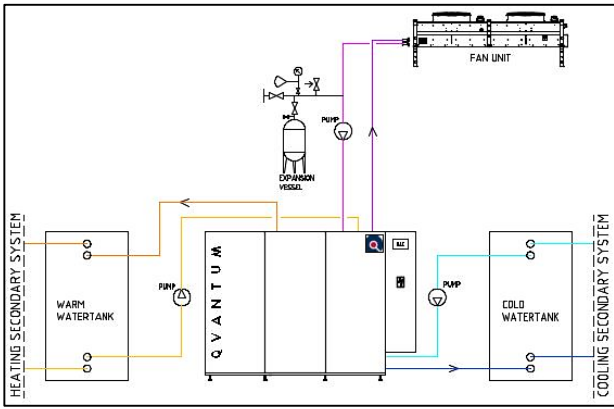 FAN UNIT
PUMP
EXPANSION
VESSEL
HEATING SECONDARY SYSTEM
WARM
WATERTANK
PUMP
QVANTUM
PUMP
COLD
WATERTANK
COOLING SECONDARY SYSTEM